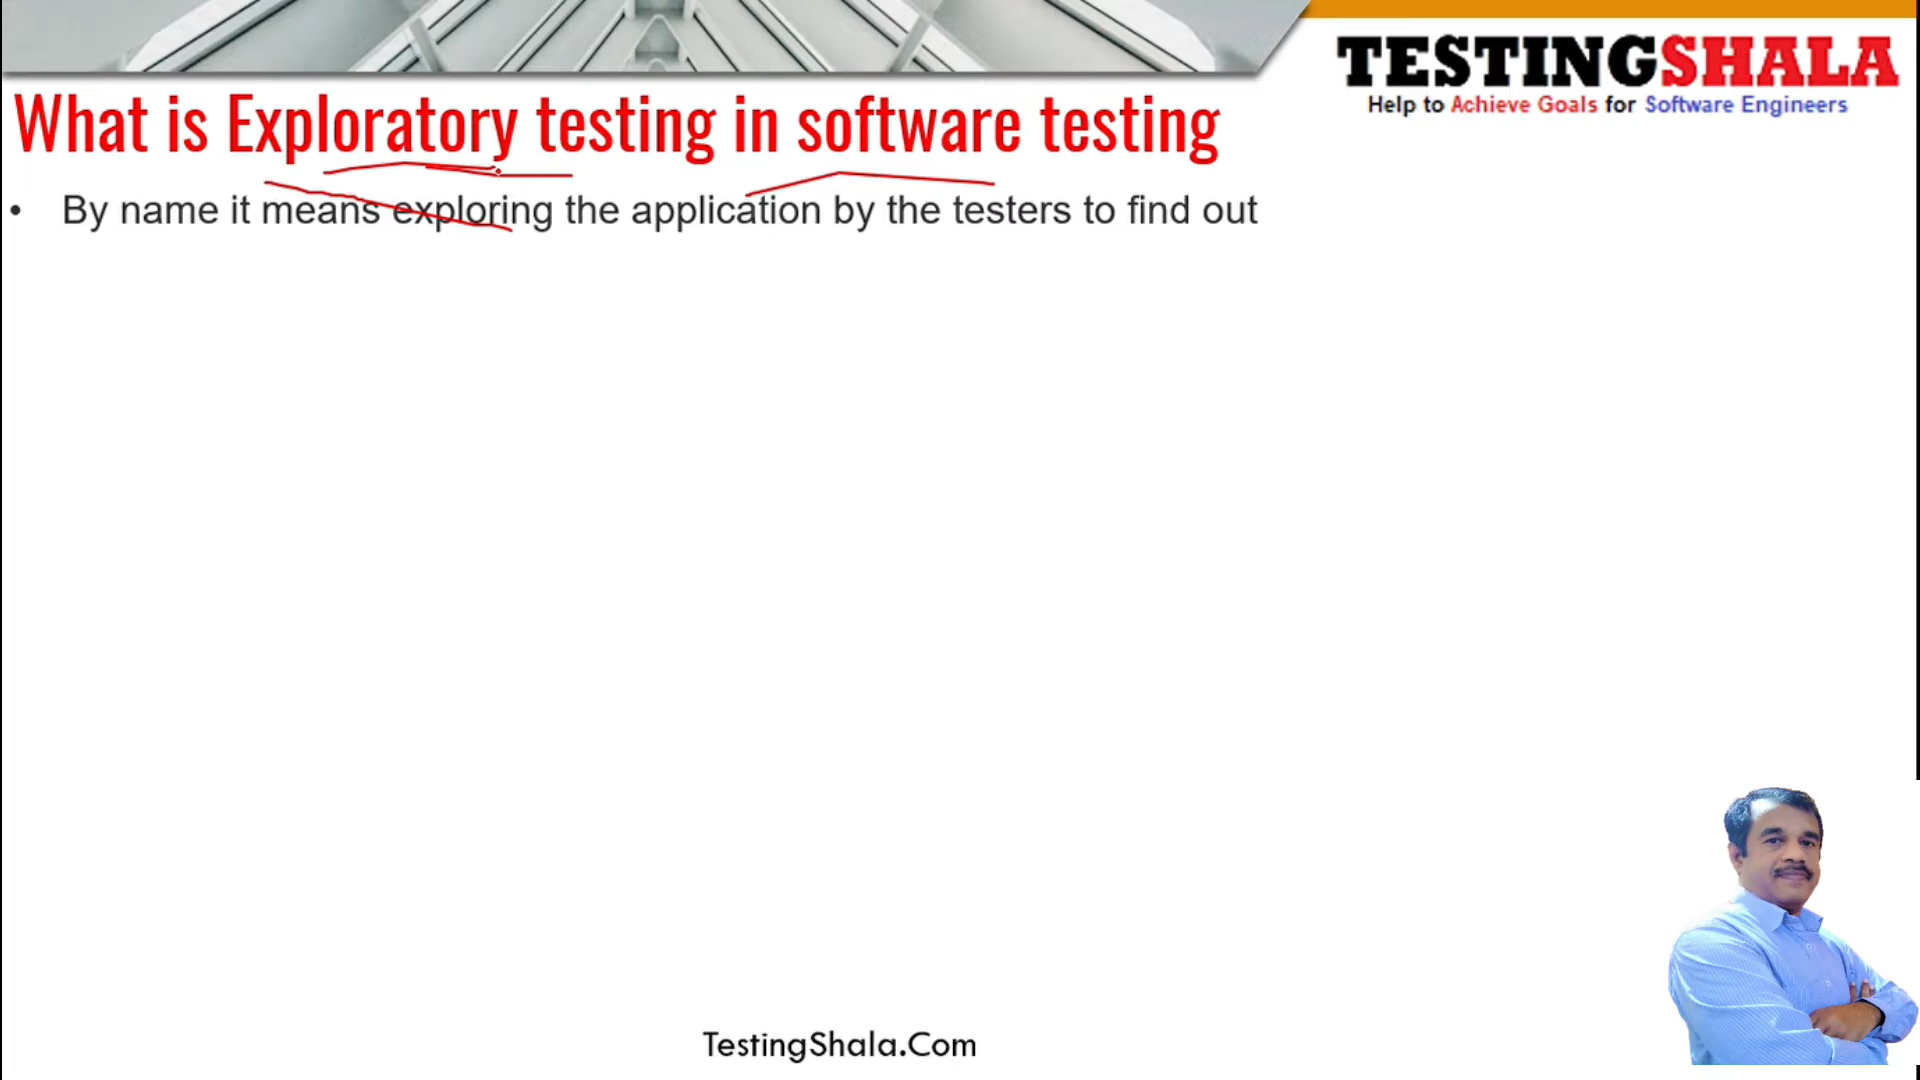 TESTINGSHALA
Help to Achieve Goals for Software Engineers
What is Exploratory testing in software testing
• By name it means exploring the application by the testers to find out
TestingShala.Com